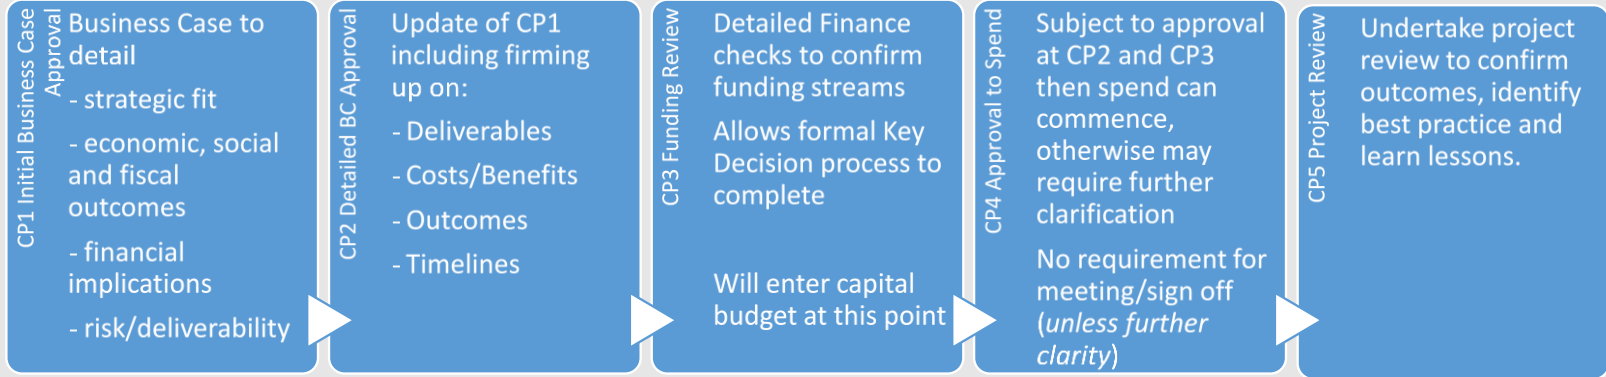 CP1 Initial Business Case
Approval
Business Case to
detail
- strategic fit
- economic, social
and fiscal
outcomes
- financial
implications
- risk/deliverability
CP2 Detailed BC Approval
Update of CP1
including firming
up on:
- Deliverables
- Costs/Benefits
- Outcomes
- Timelines
CP3 Funding Review
Detailed Finance
checks to confirm
funding streams
Allows formal Key
Decision process to
complete
Will enter capital
budget at this point
CP4 Approval to Spend
Subject to approval
at CP2 and CP3
then spend can
commence,
otherwise may
require further
clarification
No requirement for
meeting/sign off
(unless further
clarity)
CP5 Project Review
Undertake project
review to confirm
outcomes, identify
best practice and
learn lessons.